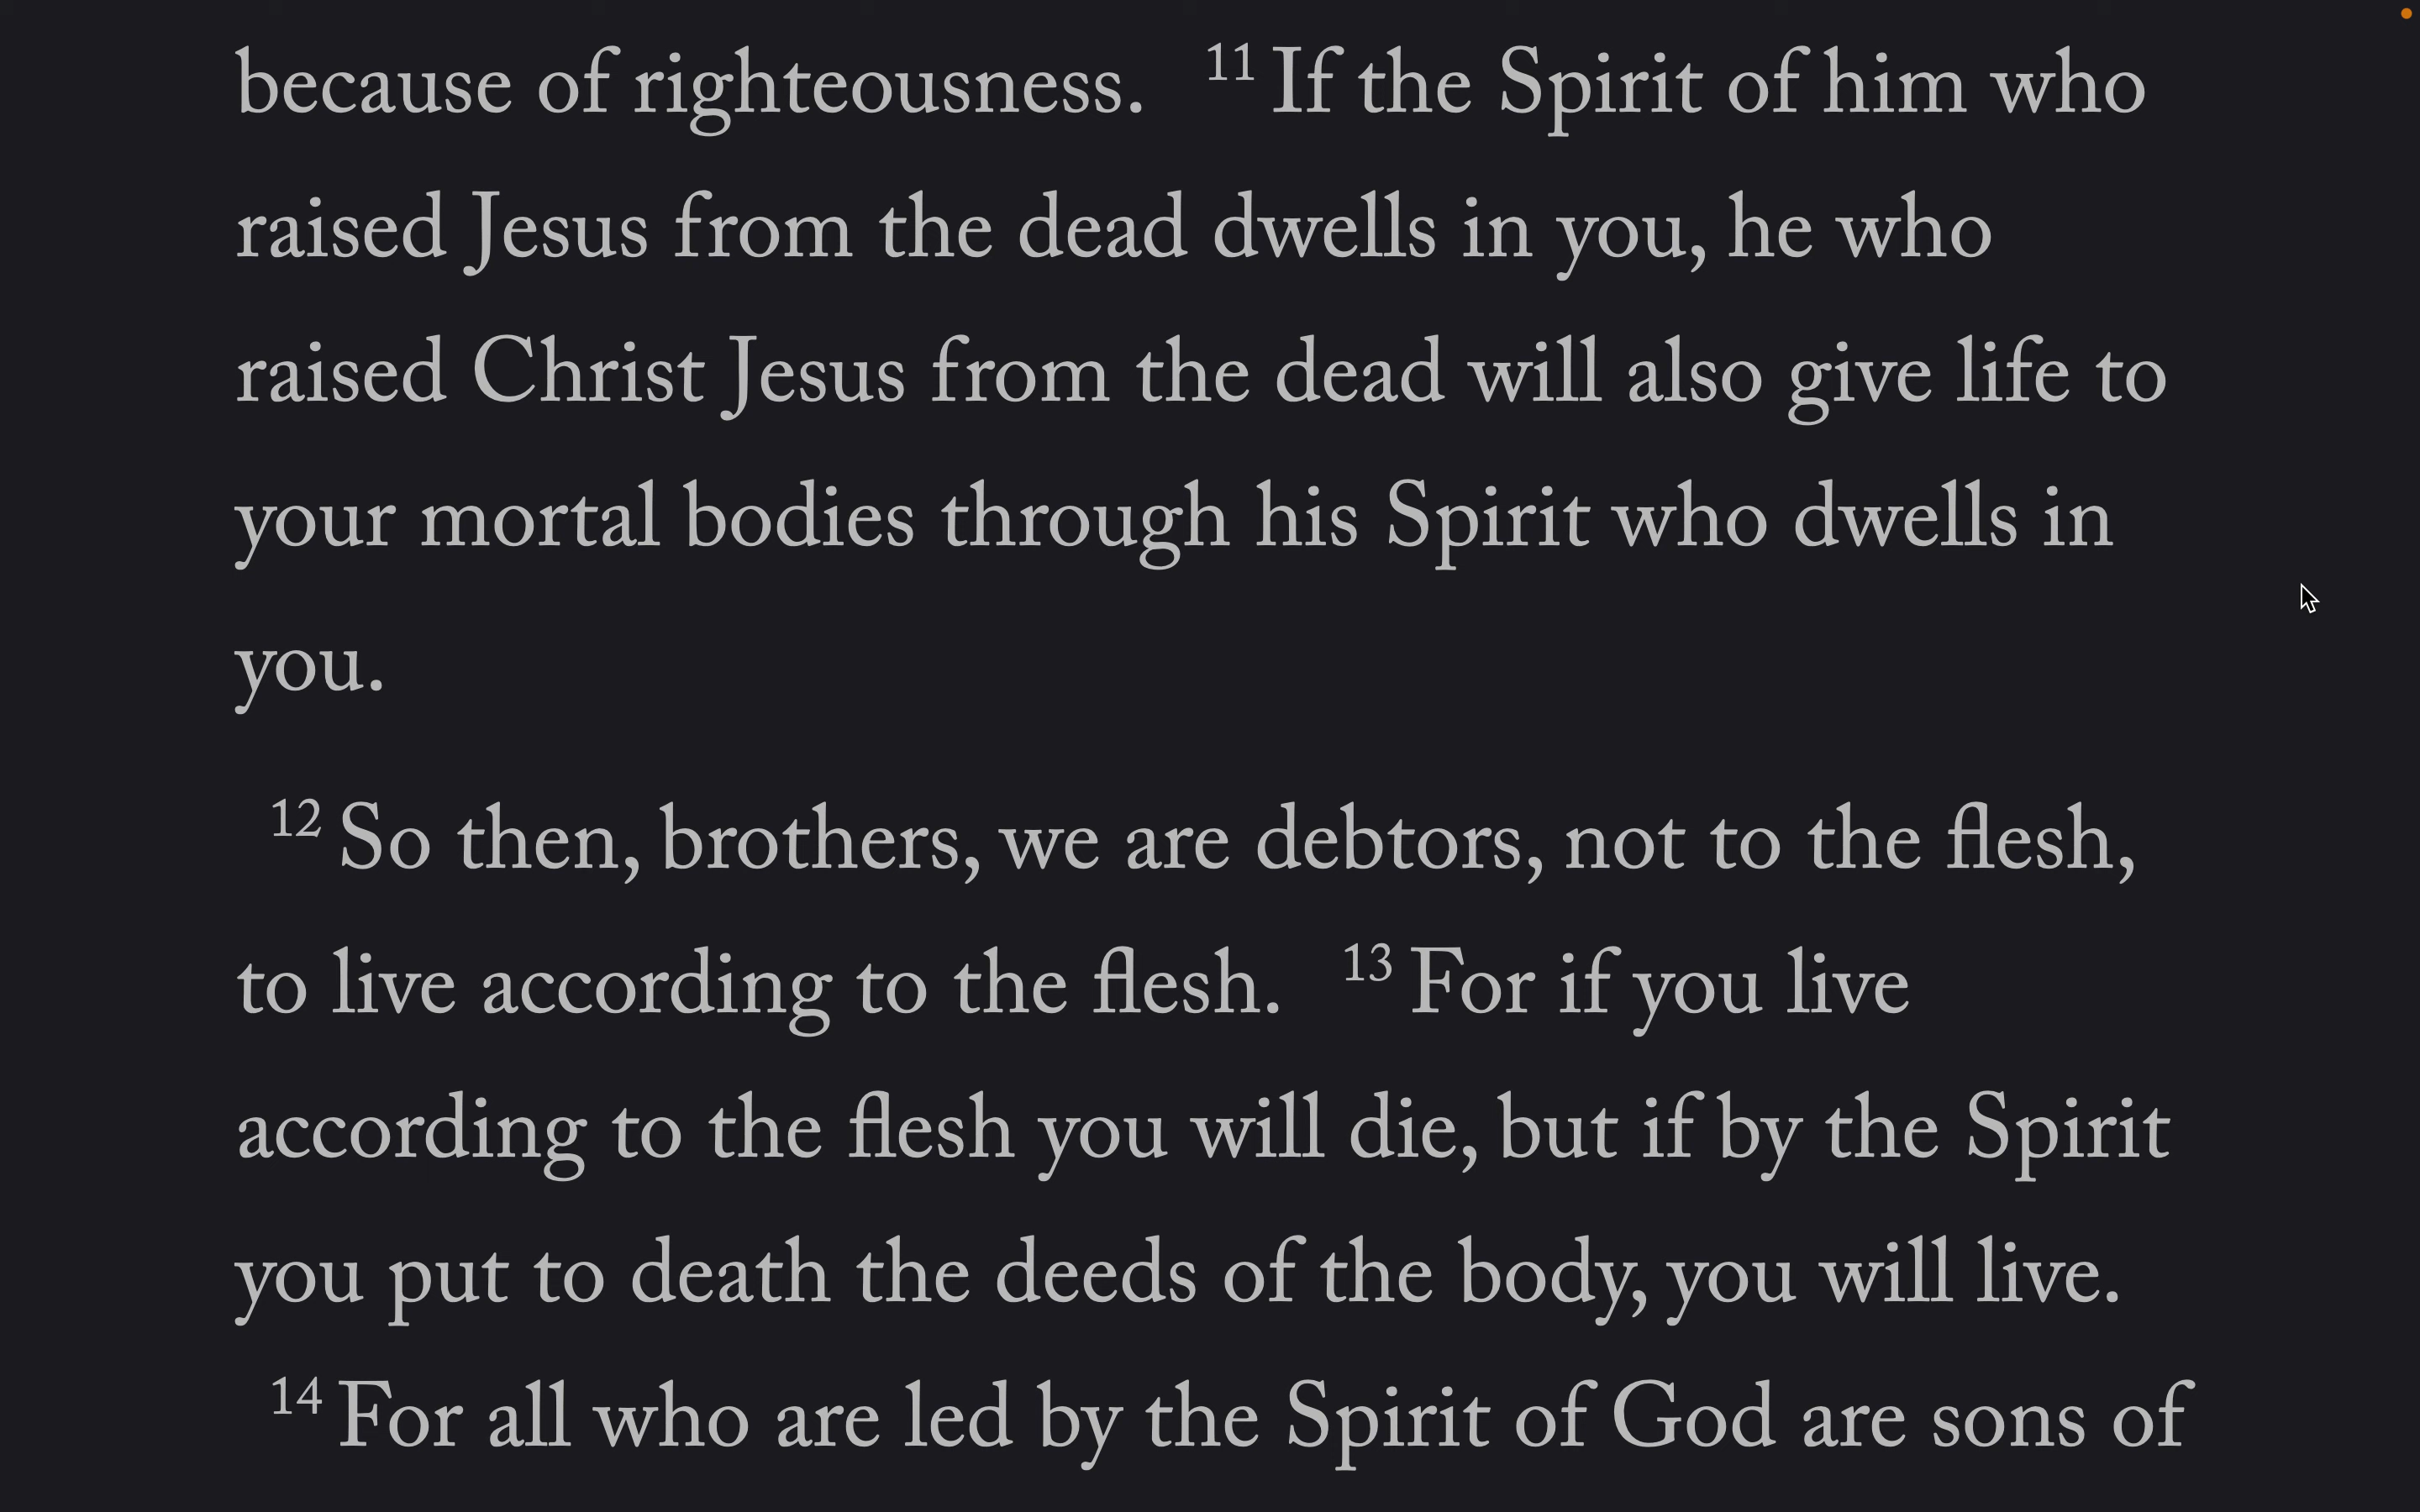 because of righteousness. 11 If the Spirit of him who
raised Jesus from the dead dwells in you, he who
raised Christ Jesus from the dead will also give life to
your mortal bodies through his Spirit who dwells in
you.
12 So then, brothers, we are debtors, not to the flesh,
to live according to the flesh. 13 For if you live
according to the flesh you will die, but if by the Spirit
you put to death the deeds of the body, you will live.
14 For all who are led by the Spirit of God are sons of